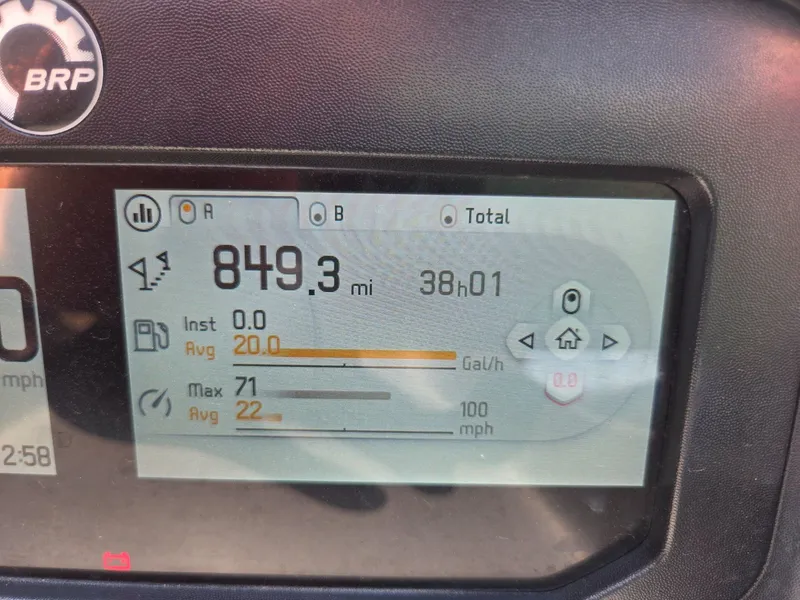 BRP
A B Total
849.3 mi 38h01
Inst 0.0
Avg 20.0
Gal/h
0.0
mph
Max 71
Avg 22
100
mph
2:58